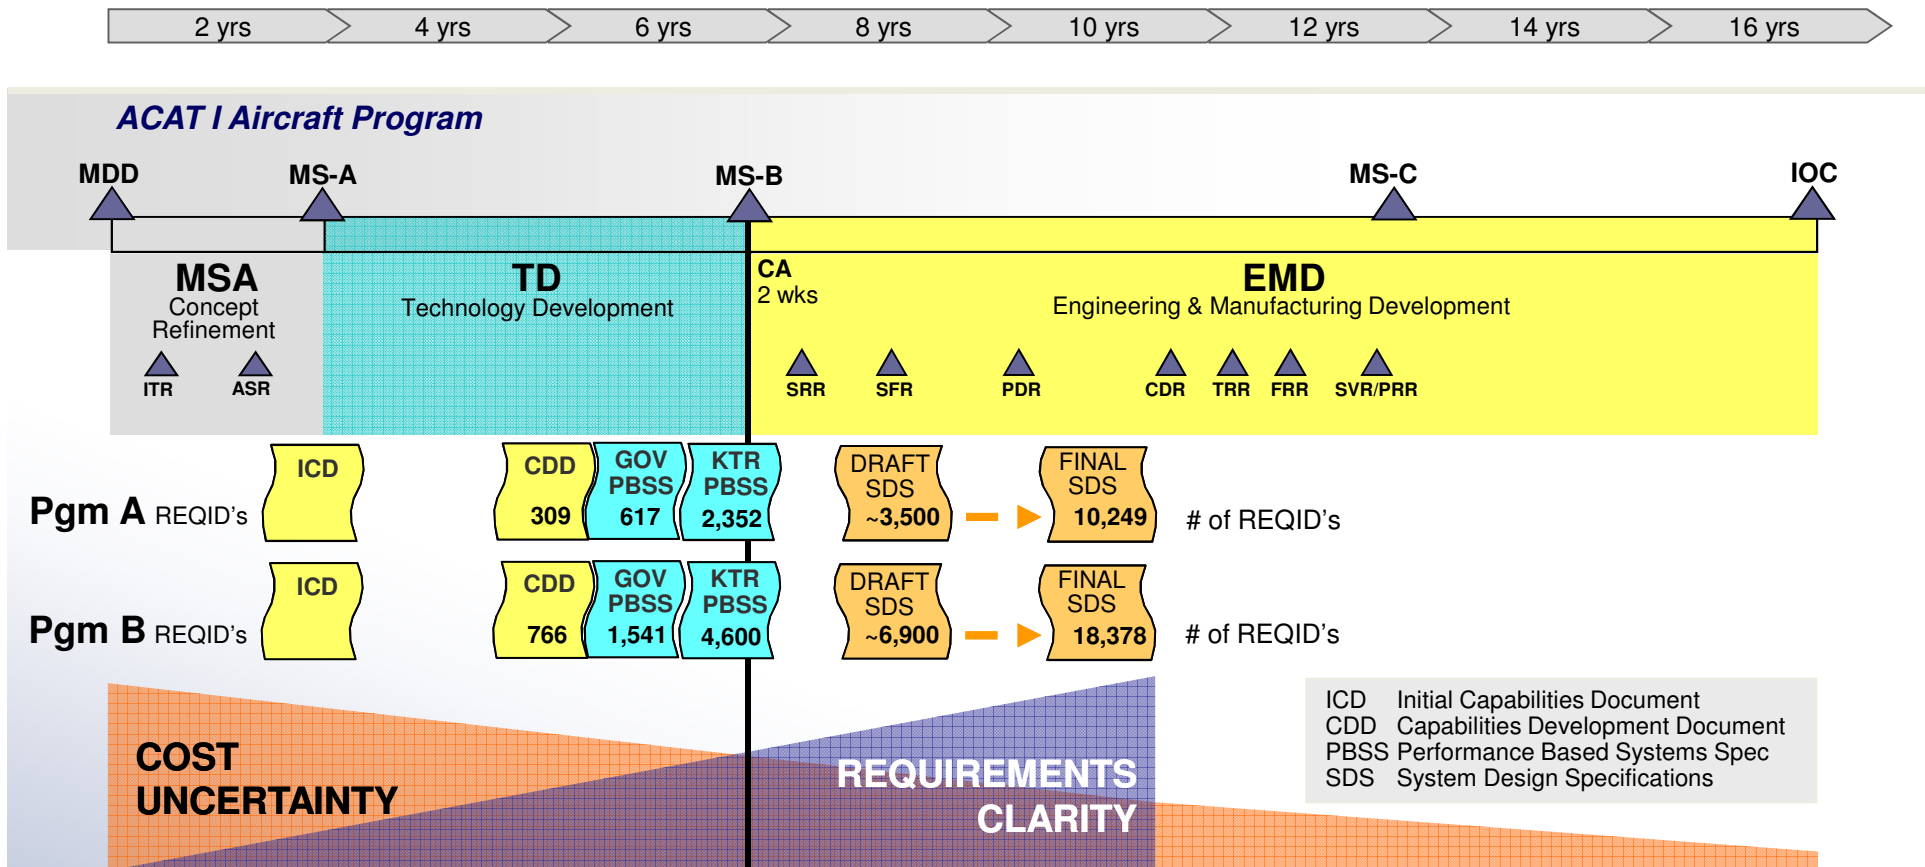 2 yrs
4 yrs
6 yrs
8 yrs
10 yrs
12 yrs
14 yrs
16 yrs
ACAT I Aircraft Program
MDD
MS-A
MS-B
MS-C
IOC
MSA
Concept
Refinement
TD
Technology Development
CA
2 wks
EMD
Engineering & Manufacturing Development
ITR
ASR
SRR
SFR
PDR
CDR
TRR
FRR
SVR/PRR
Pgm A REQID's
ICD
CDD
309
GOV
PBSS
617
KTR
PBSS
2,352
DRAFT
SDS
~3,500
FINAL
SDS
10,249
# of REQID's
Pgm B REQID's
ICD
CDD
766
GOV
PBSS
1,541
KTR
PBSS
4,600
DRAFT
SDS
~6,900
FINAL
SDS
18,378
# of REQID's
COST
UNCERTAINTY
REQUIREMENTS
CLARITY
ICD Initial Capabilities Document
CDD Capabilities Development Document
PBSS Performance Based Systems Spec
SDS System Design Specifications